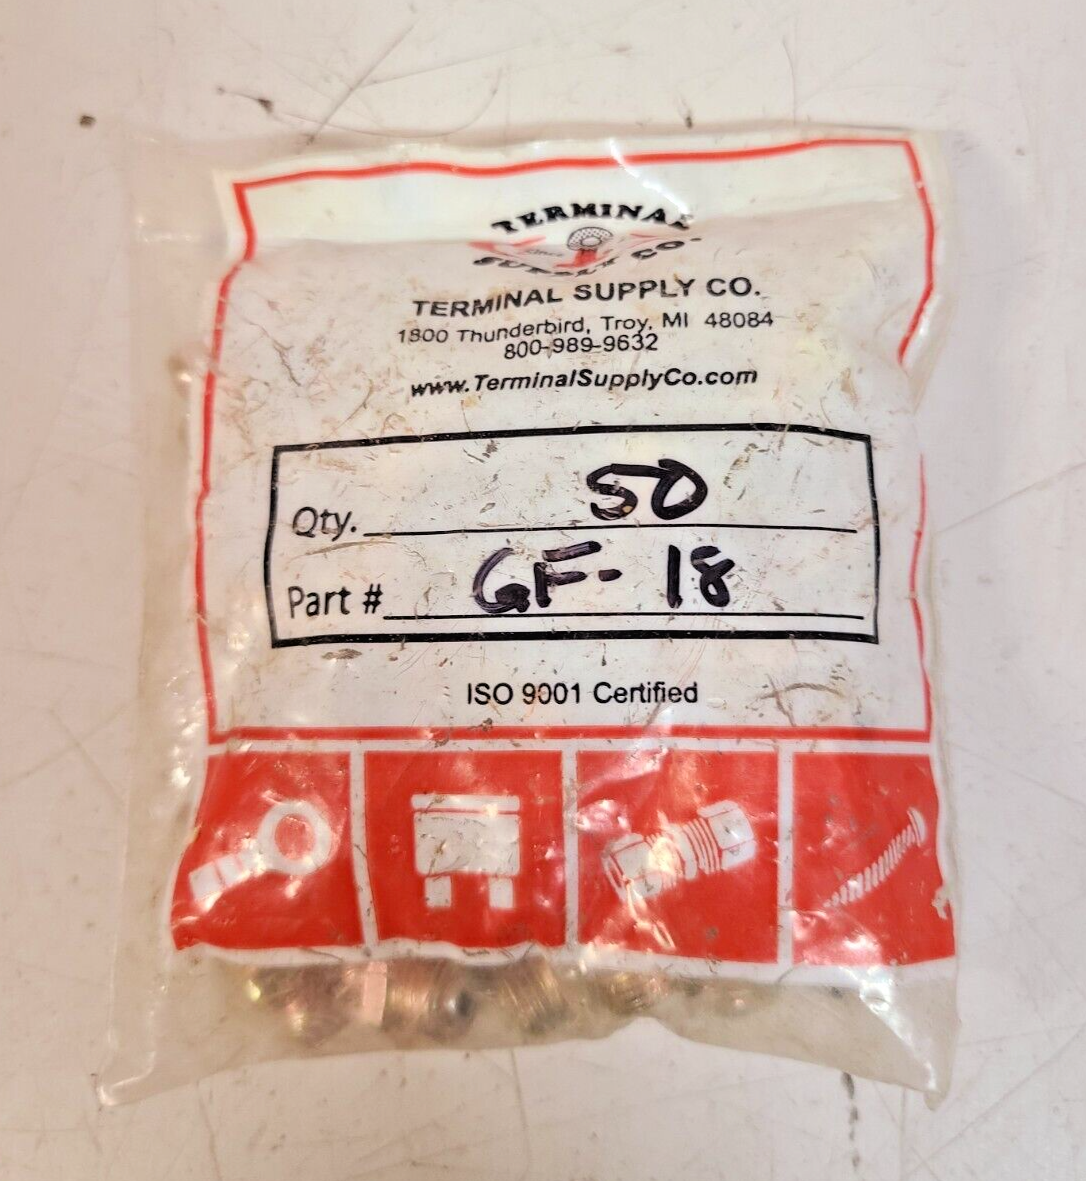 TERMINAL
SUPPLY CO.
TERMINAL SUPPLY CO.
1800 Thunderbird, Troy, MI 48084
800-989-9632
www.TerminalSupplyCo.com
Qty. 50
Part # GF-18
ISO 9001 Certified